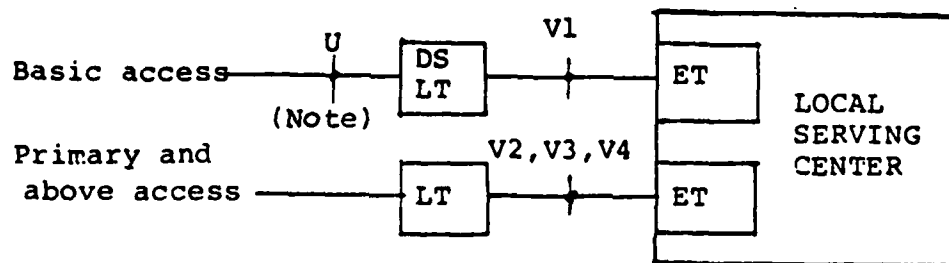 U
V1
Basic access
DS
LT
ET
(Note)
LOCAL
SERVING
CENTER
Primary and
above access
V2,V3,V4
LT
ET